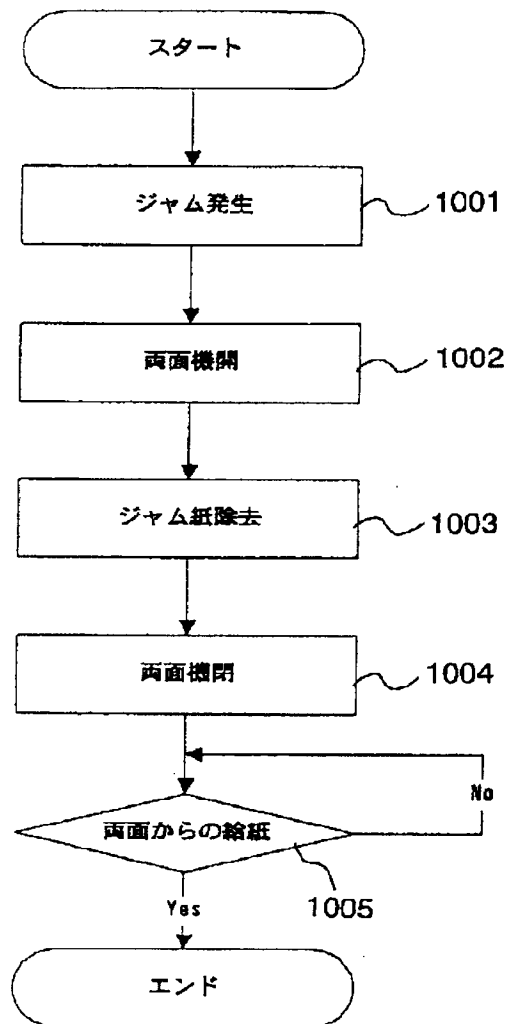 スタート
ジャム発生
1001
両面機開
1002
ジャム紙除去
1003
両面機閉
1004
No
両面からの給紙
1005
Yes
エンド